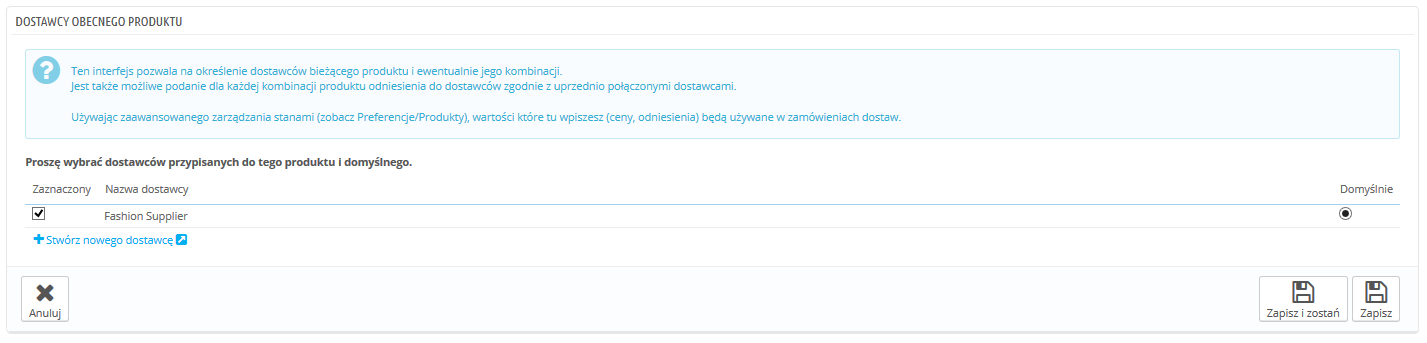 DOSTAWCY OBECNEGO PRODUKTU
Ten interfejs pozwala na określenie dostawców bieżącego produktu i ewentualnie jego kombinacji.
Jest także możliwe podanie dla każdej kombinacji produktu odniesienia do dostawców zgodnie z uprzednio połączonymi dostawcami.
Używając zaawansowanego zarządzania stanami (zobacz Preferencje/Produkty), wartości które tu wpiszesz (ceny, odniesienia) będą używane w zamówieniach dostaw.
Proszę wybrać dostawców przypisanych do tego produktu i domyślnego.
Zaznaczony Nazwa dostawcy Domyślnie
Fashion Supplier
Stwórz nowego dostawcę
Anuluj Zapisz i zostań Zapisz